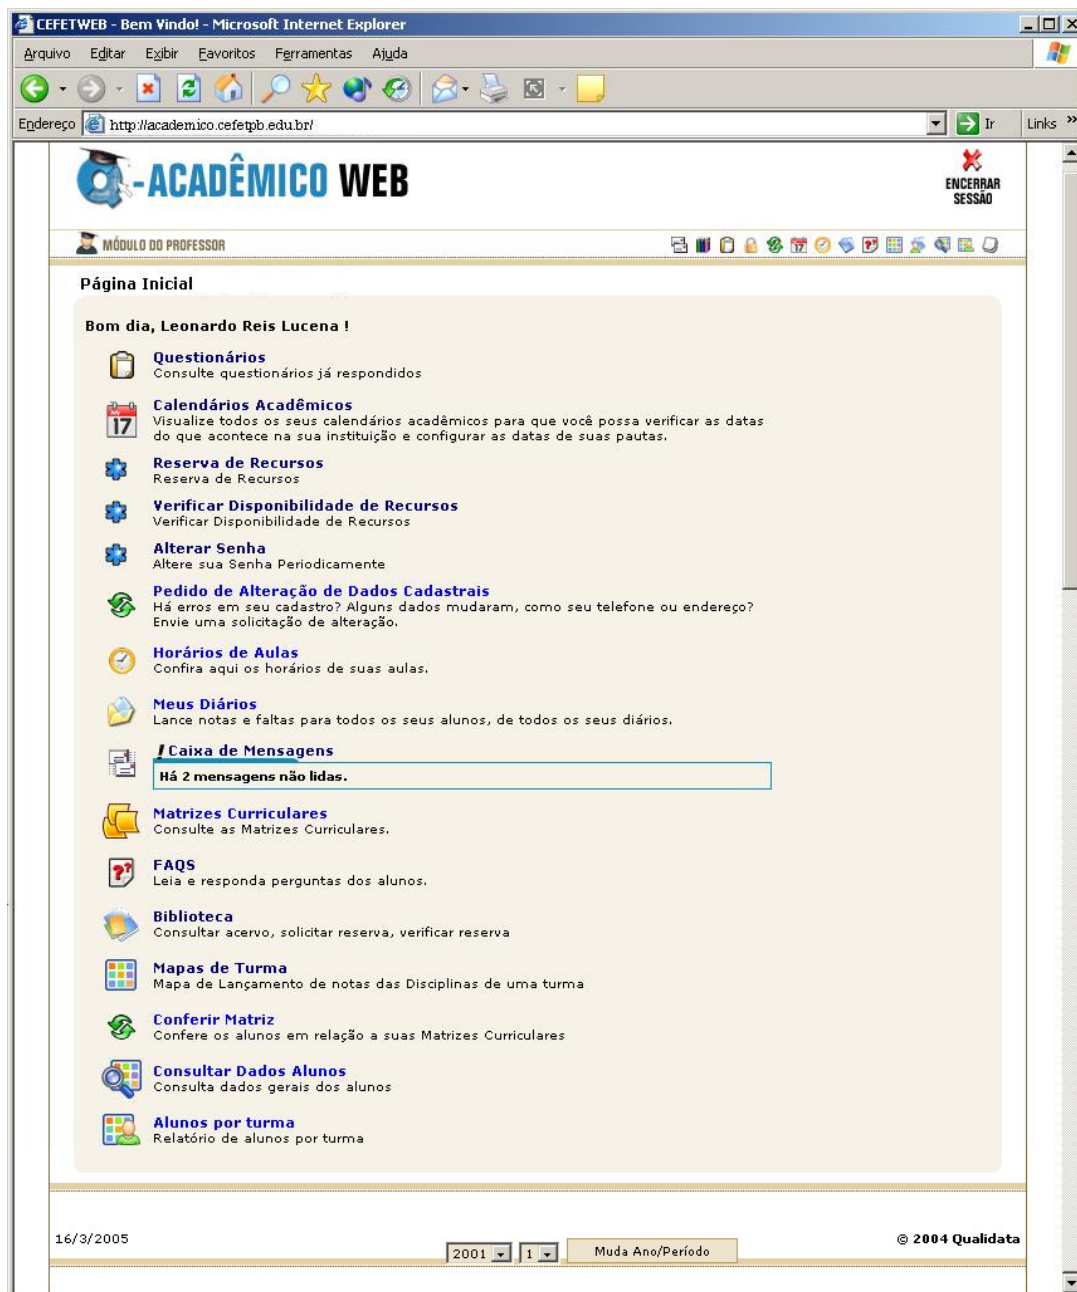 CEFETWEB - Bem Vindo! - Microsoft Internet Explorer
Arquivo Editar Exibir Favoritos Ferramentas Ajuda
Endereço http://academico.cefetpb.edu.br/ Ir Links »
-ACADÊMICO WEB
ENCERRAR
SESSÃO
MÓDULO DO PROFESSOR
Página Inicial
Bom dia, Leonardo Reis Lucena !
Questionários
Consulte questionários já respondidos
Calendários Acadêmicos
17
Visualize todos os seus calendários acadêmicos para que você possa verificar as datas
do que acontece na sua instituição e configurar as datas de suas pautas.
Reserva de Recursos
Reserva de Recursos
Verificar Disponibilidade de Recursos
Verificar Disponibilidade de Recursos
Alterar Senha
Altere sua Senha Periodicamente
Pedido de Alteração de Dados Cadastrais
Há erros em seu cadastro? Alguns dados mudaram, como seu telefone ou endereço?
Envie uma solicitação de alteração.
Horários de Aulas
Confira aqui os horários de suas aulas.
Meus Diários
Lance notas e faltas para todos os seus alunos, de todos os seus diários.
! Caixa de Mensagens
Há 2 mensagens não lidas.
Matrizes Curriculares
Consulte as Matrizes Curriculares.
FAQS
Leia e responda perguntas dos alunos.
Biblioteca
Consultar acervo, solicitar reserva, verificar reserva
Mapas de Turma
Mapa de Lançamento de notas das Disciplinas de uma turma
Conferir Matriz
Confere os alunos em relação a suas Matrizes Curriculares
Consultar Dados Alunos
Consulta dados gerais dos alunos
Alunos por turma
Relatório de alunos por turma
16/3/2005
2001 1 Muda Ano/Período
© 2004 Qualidata